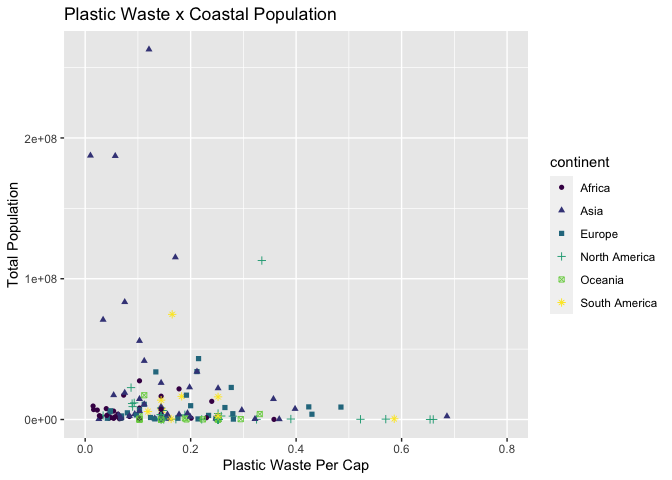 Plastic Waste x Coastal Population
Total Population
2e+08
1e+08
0e+00
0.0 0.2 0.4 0.6 0.8
Plastic Waste Per Cap
continent
Africa
Asia
Europe
North America
Oceania
South America